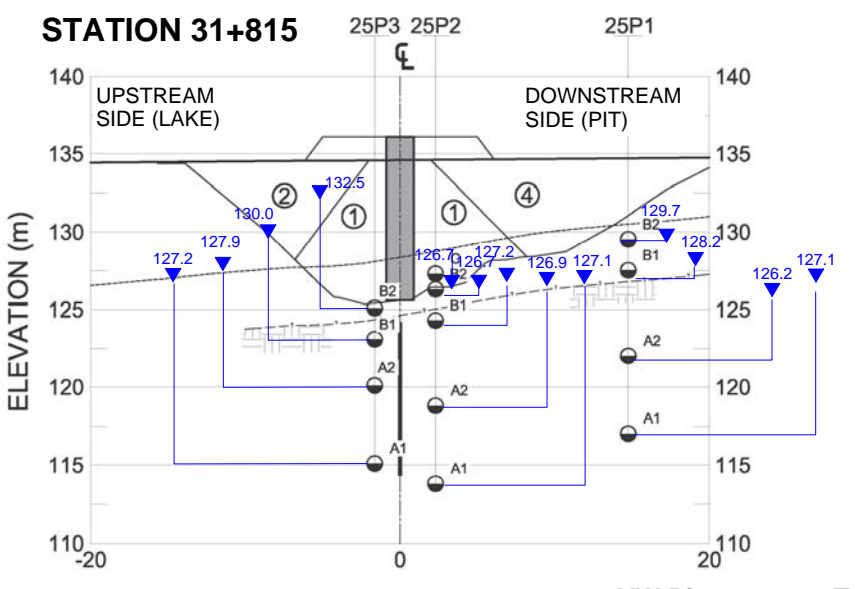 STATION 31+815
25P3 25P2 25P1
℄
140 140
UPSTREAM
SIDE (LAKE)
DOWNSTREAM
SIDE (PIT)
135 135
② ① ① ④
132.5
130.0
129.7
130 130
B2
127.2 127.9 126.7 126.7 127.2 126.9 127.1 128.2 127.1
B1
B2
126.2
125 125
B2
B1
B1
A2
A2
120 120
A2
A1
A1
115 115
A1
110 110
-20 0 20
ELEVATION (m)